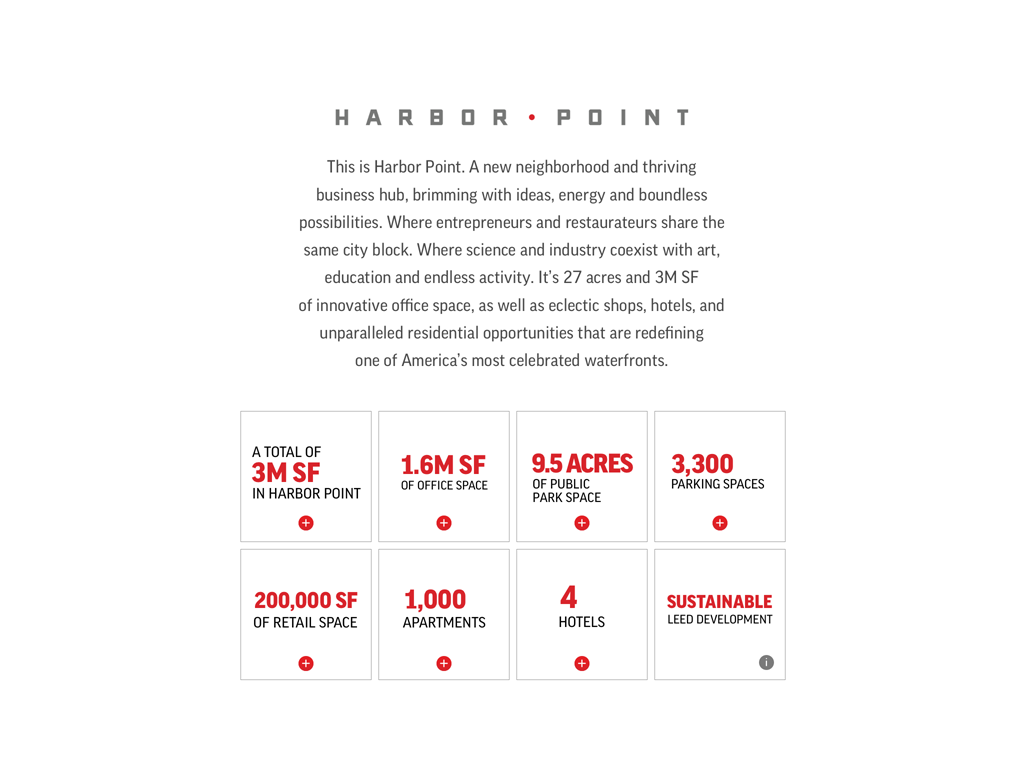 HARBOR • POINT
This is Harbor Point. A new neighborhood and thriving
business hub, brimming with ideas, energy and boundless
possibilities. Where entrepreneurs and restaurateurs share the
same city block. Where science and industry coexist with art,
education and endless activity. It's 27 acres and 3M SF
of innovative office space, as well as eclectic shops, hotels, and
unparalleled residential opportunities that are redefining
one of America's most celebrated waterfronts.
A TOTAL OF
3M SF
IN HARBOR POINT
1.6M SF
OF OFFICE SPACE
9.5 ACRES
OF PUBLIC
PARK SPACE
3,300
PARKING SPACES
200,000 SF
OF RETAIL SPACE
1,000
APARTMENTS
4
HOTELS
SUSTAINABLE
LEED DEVELOPMENT